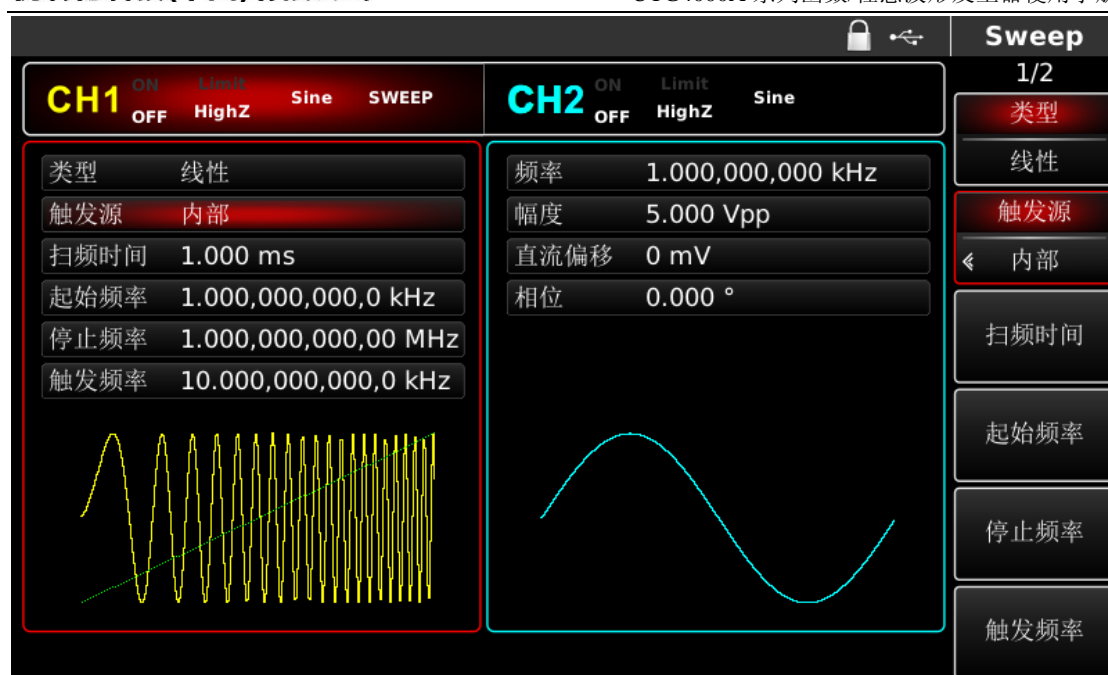 Sweep
CH1 ON OFF Limit HighZ Sine SWEEP
CH2 ON OFF Limit HighZ Sine
1/2
类型
线性
触发源
内部
扫频时间
起始频率
停止频率
触发频率
类型 线性
触发源 内部
扫频时间 1.000 ms
起始频率 1.000,000,000,0 kHz
停止频率 1.000,000,000,00 MHz
触发频率 10.000,000,000,0 kHz
频率 1.000,000,000 kHz
幅度 5.000 Vpp
直流偏移 0 mV
相位 0.000 °